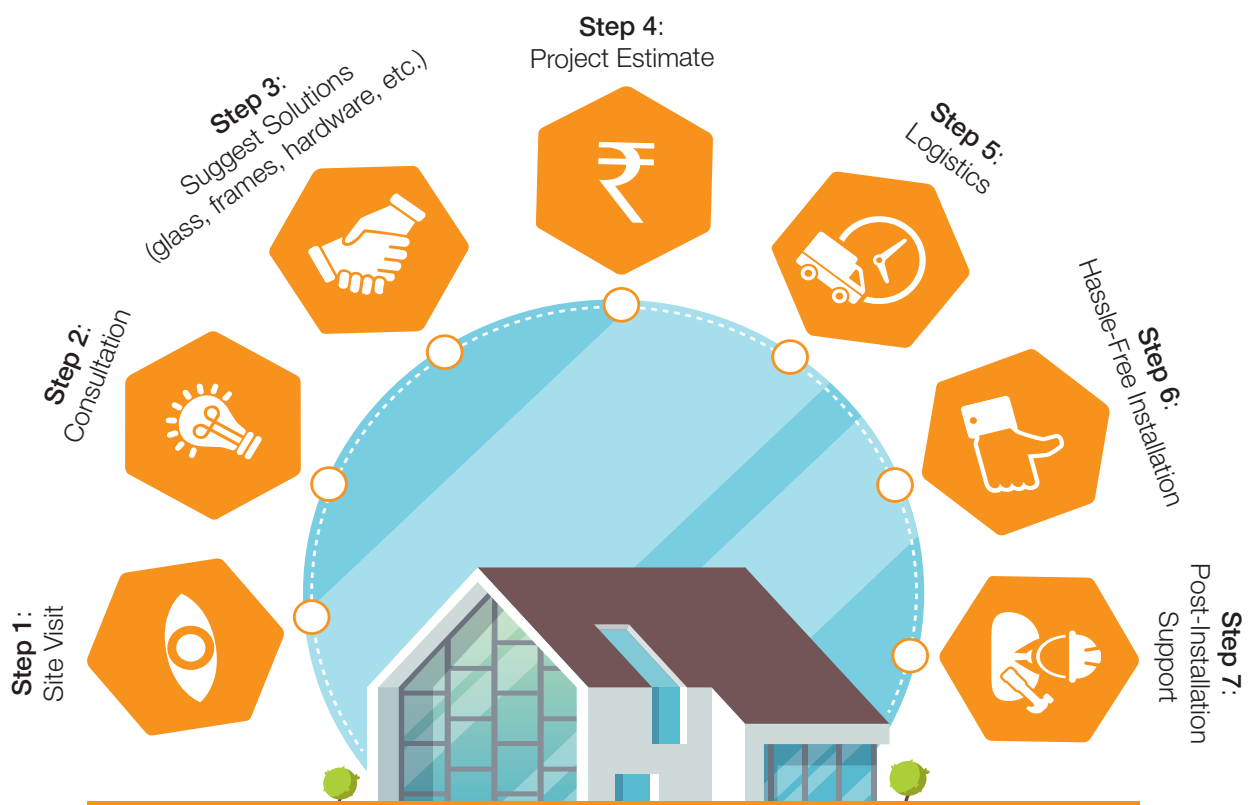 Step 1:
Site Visit
Step 2:
Consultation
Step 3:
Suggest Solutions
(glass, frames, hardware, etc.)
Step 4:
Project Estimate
₹
Step 5:
Logistics
Step 6:
Hassle-Free Installation
Step 7:
Post-Installation
Support